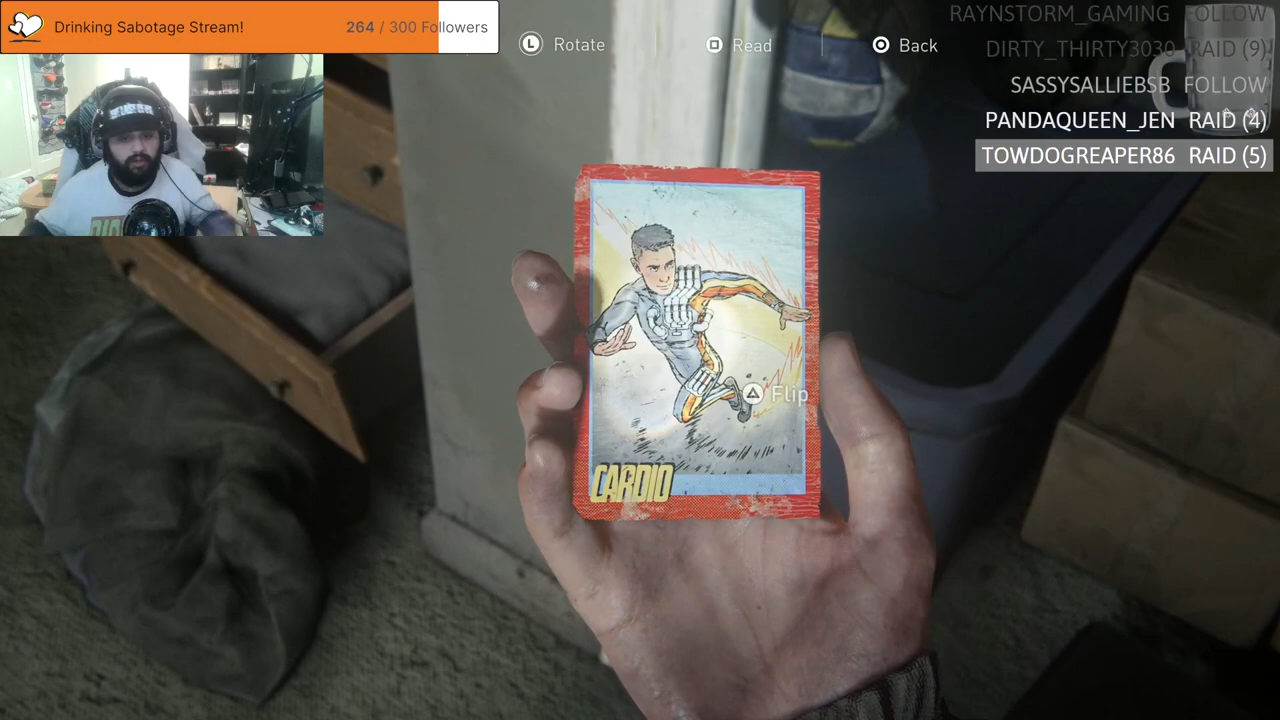 Drinking Sabotage Stream! 264 / 300 Followers
L Rotate Read Back
RAYNSTORM_GAMING FOLLOW
DIRTY_THIRTY3030 RAID (9)
SASSYSALLIEBSB FOLLOW
PANDAQUEEN_JEN RAID (4)
TOWDOGREAPER86 RAID (5)
Flip
CARDIO